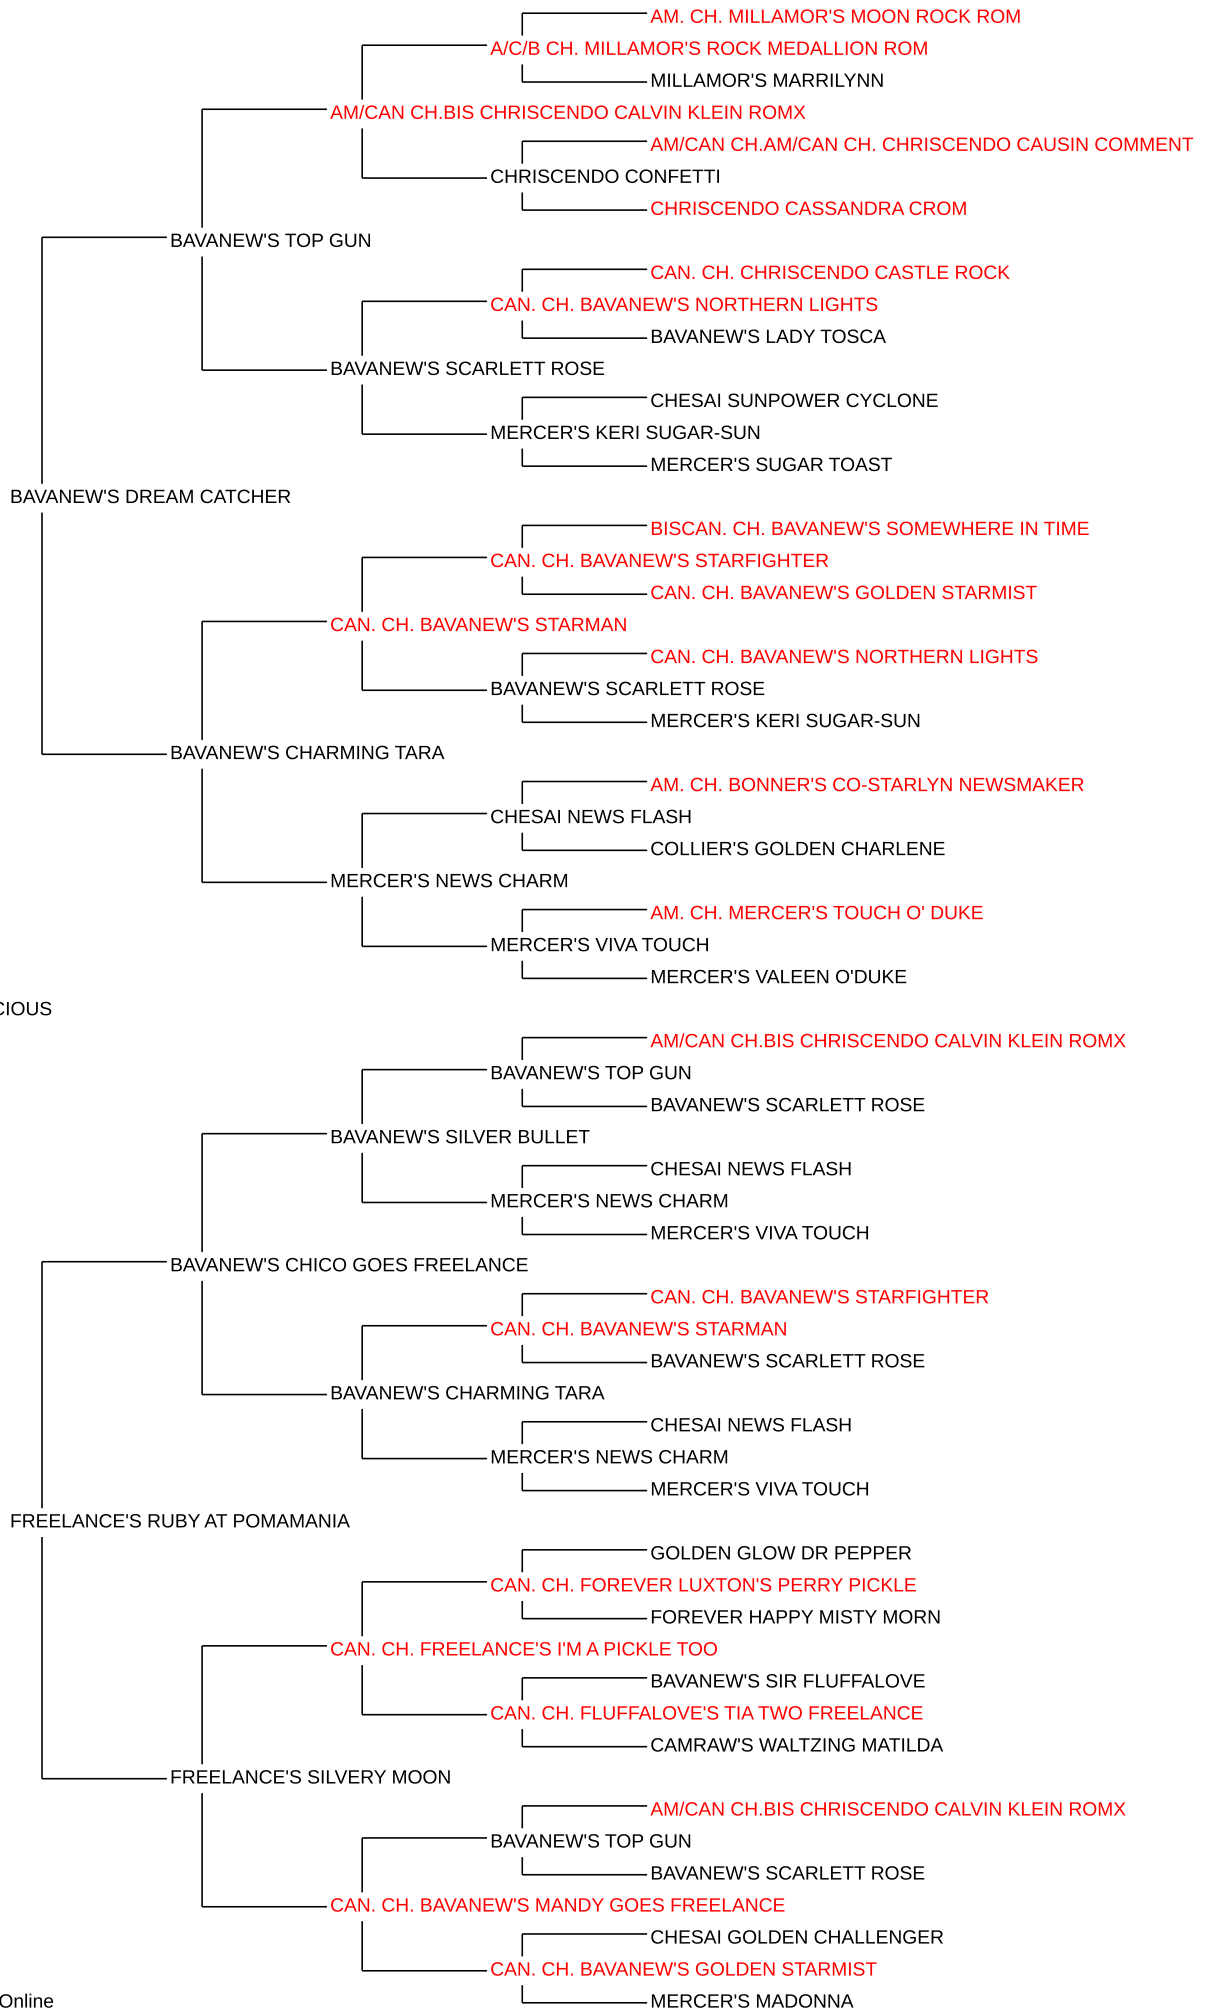 AM. CH. MILLAMOR'S MOON ROCK ROM
A/C/B CH. MILLAMOR'S ROCK MEDALLION ROM
MILLAMOR'S MARRILYNN
AM/CAN CH.BIS CHRISCENDO CALVIN KLEIN ROMX
AM/CAN CH.AM/CAN CH. CHRISCENDO CAUSIN COMMENT
CHRISCENDO CONFETTI
CHRISCENDO CASSANDRA CROM
BAVANEW'S TOP GUN
CAN. CH. CHRISCENDO CASTLE ROCK
CAN. CH. BAVANEW'S NORTHERN LIGHTS
BAVANEW'S LADY TOSCA
BAVANEW'S SCARLETT ROSE
CHESAI SUNPOWER CYCLONE
MERCER'S KERI SUGAR-SUN
MERCER'S SUGAR TOAST
BAVANEW'S DREAM CATCHER
BISCAN. CH. BAVANEW'S SOMEWHERE IN TIME
CAN. CH. BAVANEW'S STARFIGHTER
CAN. CH. BAVANEW'S GOLDEN STARMIST
CAN. CH. BAVANEW'S STARMAN
CAN. CH. BAVANEW'S NORTHERN LIGHTS
BAVANEW'S SCARLETT ROSE
MERCER'S KERI SUGAR-SUN
BAVANEW'S CHARMING TARA
AM. CH. BONNER'S CO-STARLYN NEWSMAKER
CHESAI NEWS FLASH
COLLIER'S GOLDEN CHARLENE
MERCER'S NEWS CHARM
AM. CH. MERCER'S TOUCH O' DUKE
MERCER'S VIVA TOUCH
MERCER'S VALEEN O'DUKE
CIOUS
AM/CAN CH.BIS CHRISCENDO CALVIN KLEIN ROMX
BAVANEW'S TOP GUN
BAVANEW'S SCARLETT ROSE
BAVANEW'S SILVER BULLET
CHESAI NEWS FLASH
MERCER'S NEWS CHARM
MERCER'S VIVA TOUCH
BAVANEW'S CHICO GOES FREELANCE
CAN. CH. BAVANEW'S STARFIGHTER
CAN. CH. BAVANEW'S STARMAN
BAVANEW'S SCARLETT ROSE
BAVANEW'S CHARMING TARA
CHESAI NEWS FLASH
MERCER'S NEWS CHARM
MERCER'S VIVA TOUCH
FREELANCE'S RUBY AT POMAMANIA
GOLDEN GLOW DR PEPPER
CAN. CH. FOREVER LUXTON'S PERRY PICKLE
FOREVER HAPPY MISTY MORN
CAN. CH. FREELANCE'S I'M A PICKLE TOO
BAVANEW'S SIR FLUFFALOVE
CAN. CH. FLUFFALOVE'S TIA TWO FREELANCE
CAMRAW'S WALTZING MATILDA
FREELANCE'S SILVERY MOON
AM/CAN CH.BIS CHRISCENDO CALVIN KLEIN ROMX
BAVANEW'S TOP GUN
BAVANEW'S SCARLETT ROSE
CAN. CH. BAVANEW'S MANDY GOES FREELANCE
CHESAI GOLDEN CHALLENGER
CAN. CH. BAVANEW'S GOLDEN STARMIST
Online
MERCER'S MADONNA